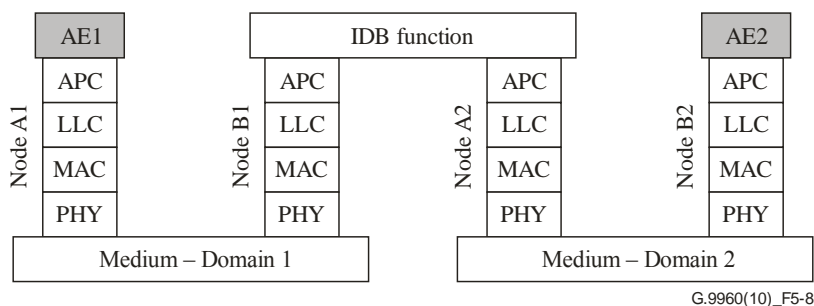 AE1
IDB function
AE2
Node A1
APC
LLC
MAC
PHY
Node B1
APC
LLC
MAC
PHY
Node A2
APC
LLC
MAC
PHY
Node B2
APC
LLC
MAC
PHY
Medium – Domain 1
Medium – Domain 2
G.9960(10)_F5-8